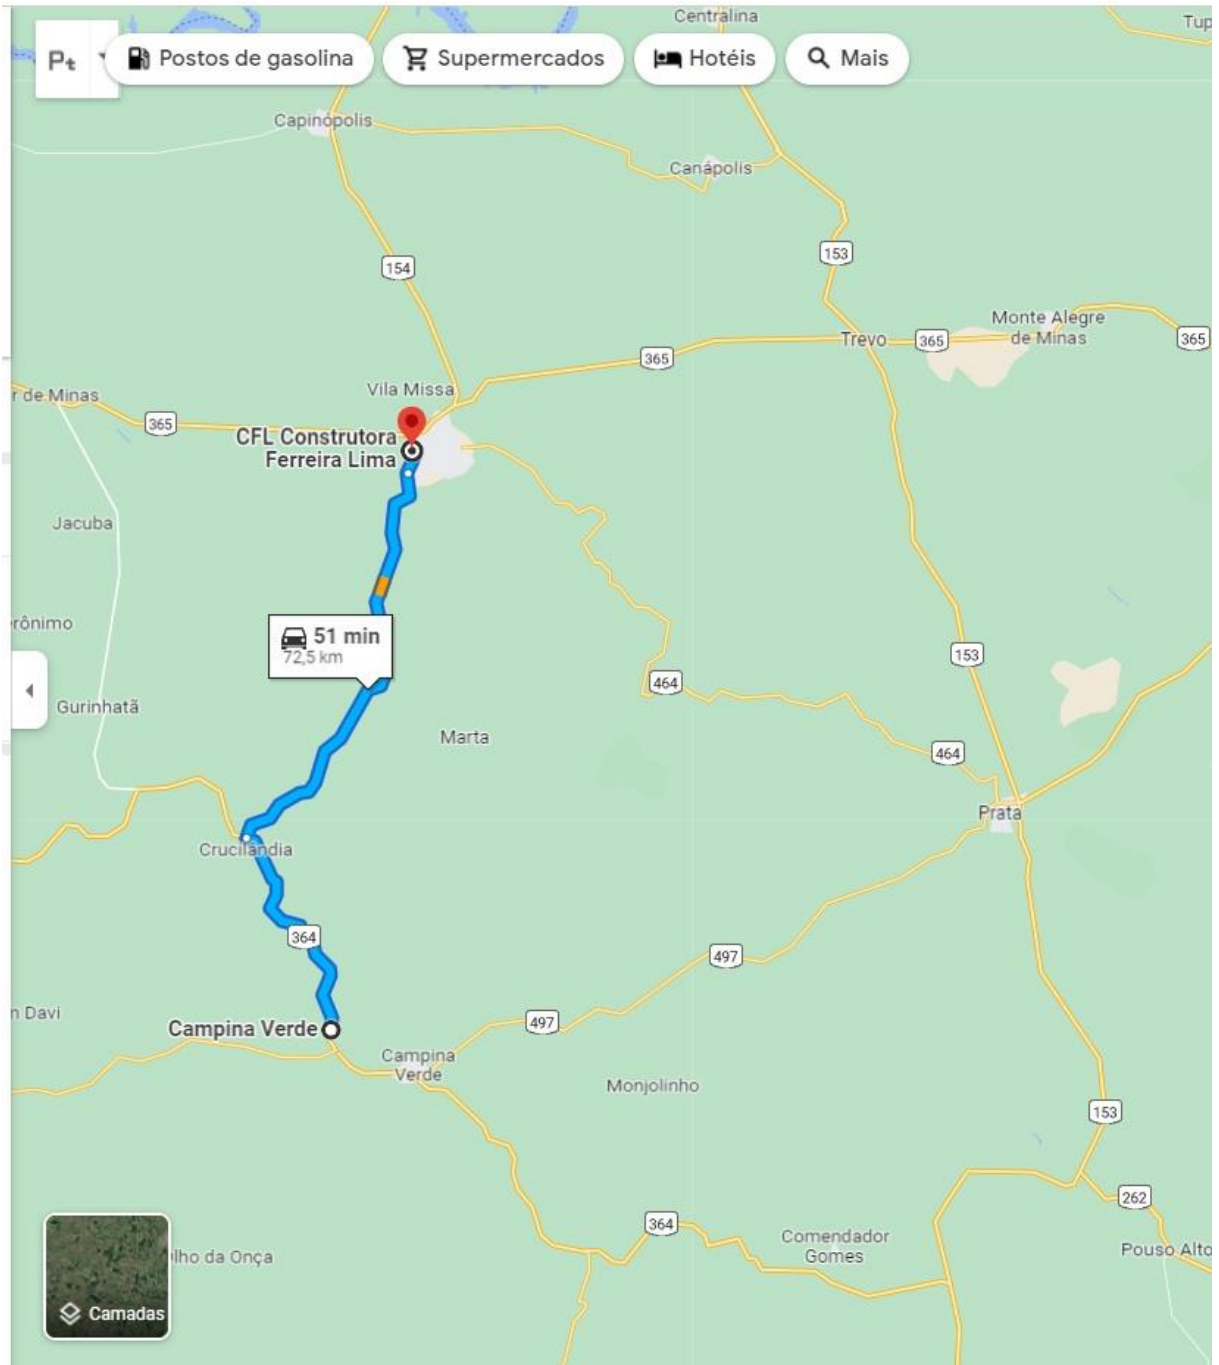 Centralina
Tup
Pt
Postos de gasolina
Supermercados
Hotéis
Mais
Capinópolis
Canápolis
153
154
Monte Alegre
de Minas
Trevo
365
365
365
Vila Missa
r de Minas
365
CFL Construtora
Ferreira Lima
Jacuba
rônimo
51 min
72,5 km
153
464
Gurinhatã
Marta
464
Prata
Crucilândia
364
497
n Davi
Campina Verde
497
Campina
Verde
Monjolinho
153
262
364
Comendador
Gomes
Pouso Alto
lho da Onça
Camadas